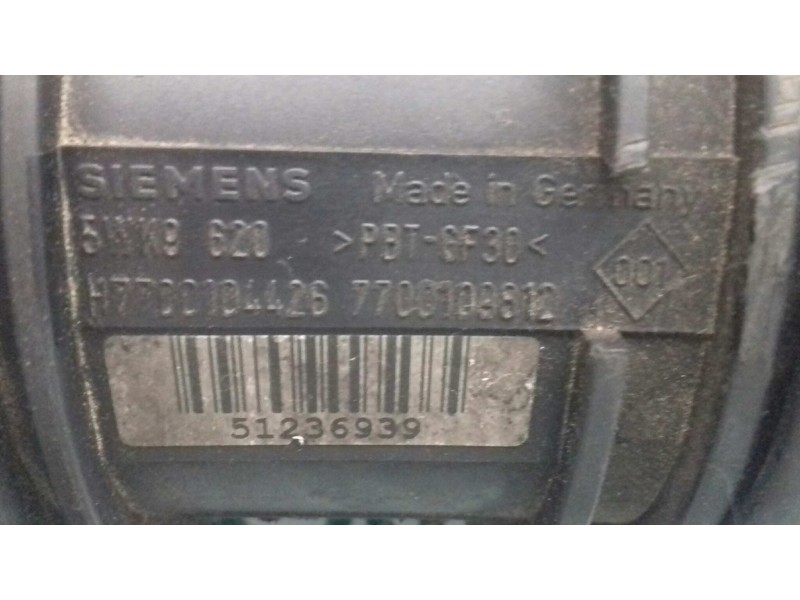 SIEMENS Made in Germany
5WK9 620 >PBT-GF30<
H7700104426 7700109812
001
51236939